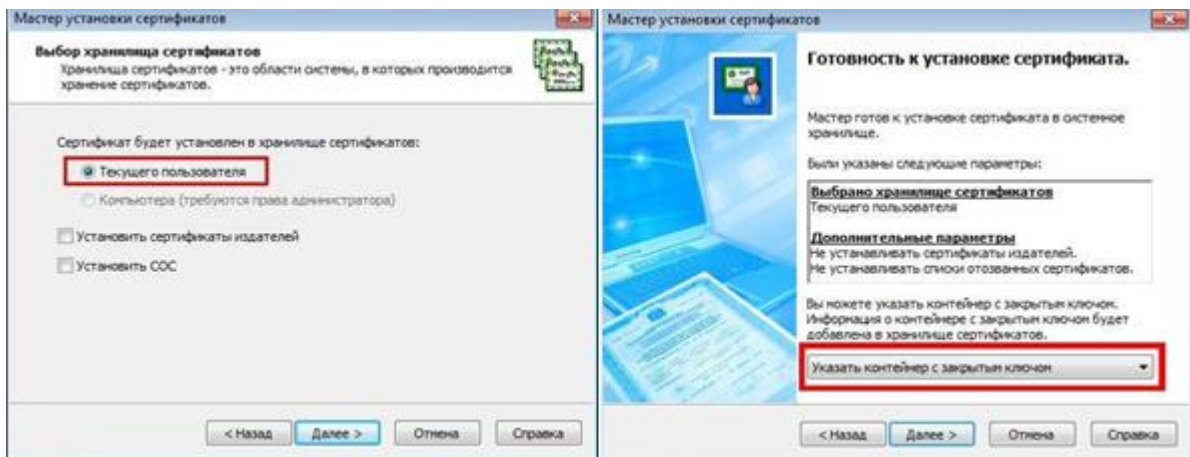 Мастер установки сертификатов
Выбор хранилища сертификатов
Хранилища сертификатов - это области системы, в которых производится
хранение сертификатов.
Сертификат будет установлен в хранилище сертификатов:
Текущего пользователя
Компьютера (требуются права администратора)
Установить сертификаты издателей
Установить СОС
< Назад
Далее >
Отмена
Справка
Мастер установки сертификатов
Готовность к установке сертификата.
Мастер готов к установке сертификата в системное
хранилище.
Были указаны следующие параметры:
Выбрано хранилище сертификатов
Текущего пользователя
Дополнительные параметры
Не устанавливать сертификаты издателей.
Не устанавливать списки отозванных сертификатов.
Вы можете указать контейнер с закрытым ключом.
Информация о контейнере с закрытым ключом будет
добавлена в хранилище сертификатов.
Указать контейнер с закрытым ключом
< Назад
Далее >
Отмена
Справка